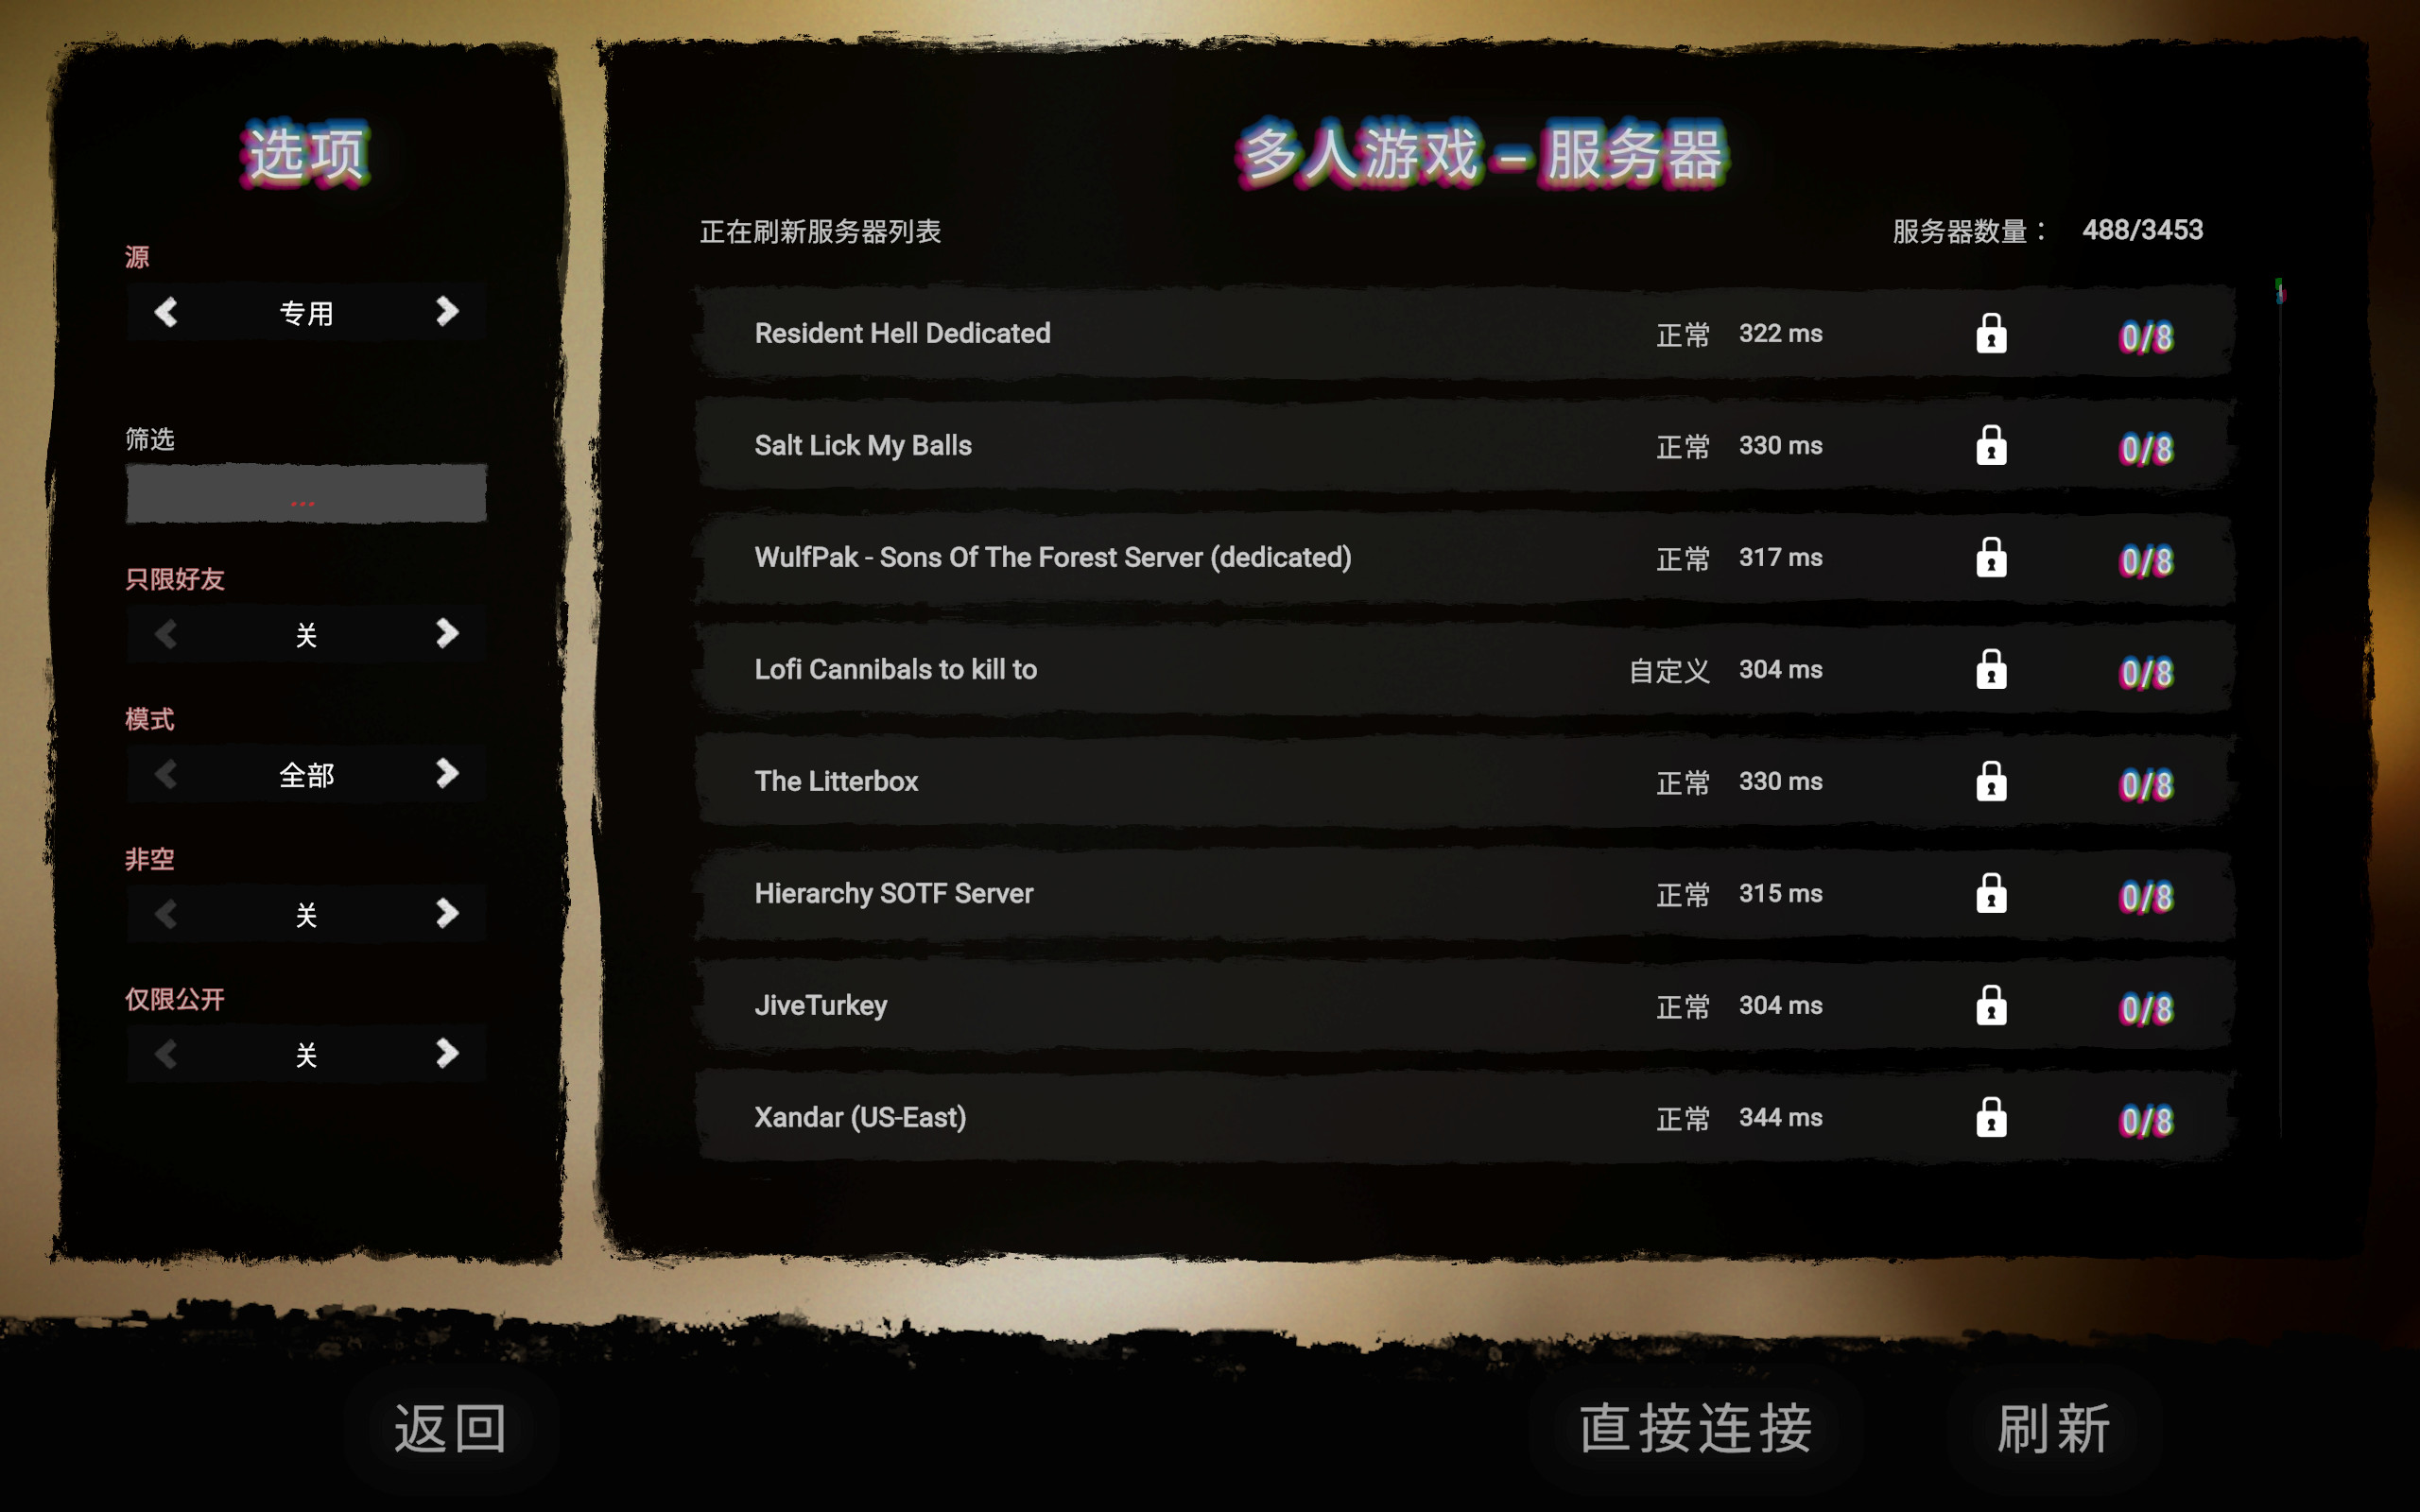 选项
源
专用
筛选
...
只限好友
关
模式
全部
非空
关
仅限公开
关
多人游戏 – 服务器
正在刷新服务器列表 服务器数量： 488/3453
Resident Hell Dedicated 正常 322 ms 0/8
Salt Lick My Balls 正常 330 ms 0/8
WulfPak - Sons Of The Forest Server (dedicated) 正常 317 ms 0/8
Lofi Cannibals to kill to 自定义 304 ms 0/8
The Litterbox 正常 330 ms 0/8
Hierarchy SOTF Server 正常 315 ms 0/8
JiveTurkey 正常 304 ms 0/8
Xandar (US-East) 正常 344 ms 0/8
返回 直接连接 刷新